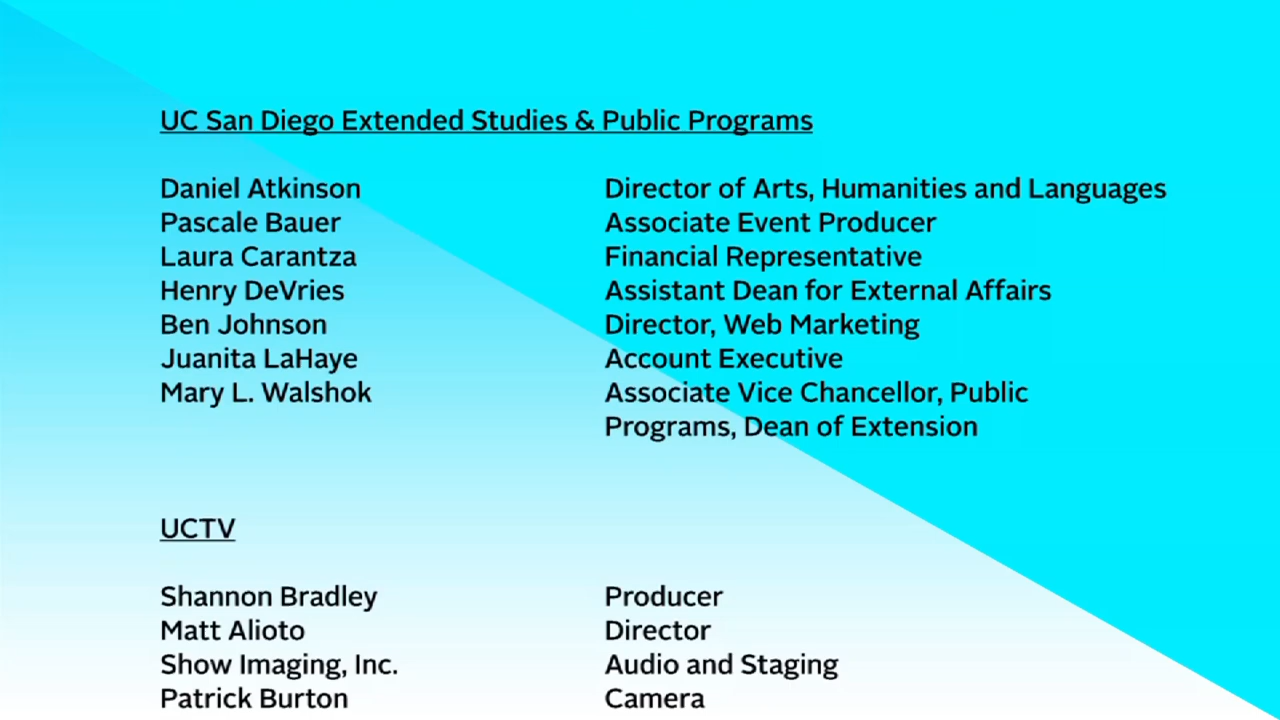 UC San Diego Extended Studies & Public Programs
Daniel Atkinson Director of Arts, Humanities and Languages
Pascale Bauer Associate Event Producer
Laura Carantza Financial Representative
Henry DeVries Assistant Dean for External Affairs
Ben Johnson Director, Web Marketing
Juanita LaHaye Account Executive
Mary L. Walshok Associate Vice Chancellor, Public
Programs, Dean of Extension
UCTV
Shannon Bradley Producer
Matt Alioto Director
Show Imaging, Inc. Audio and Staging
Patrick Burton Camera